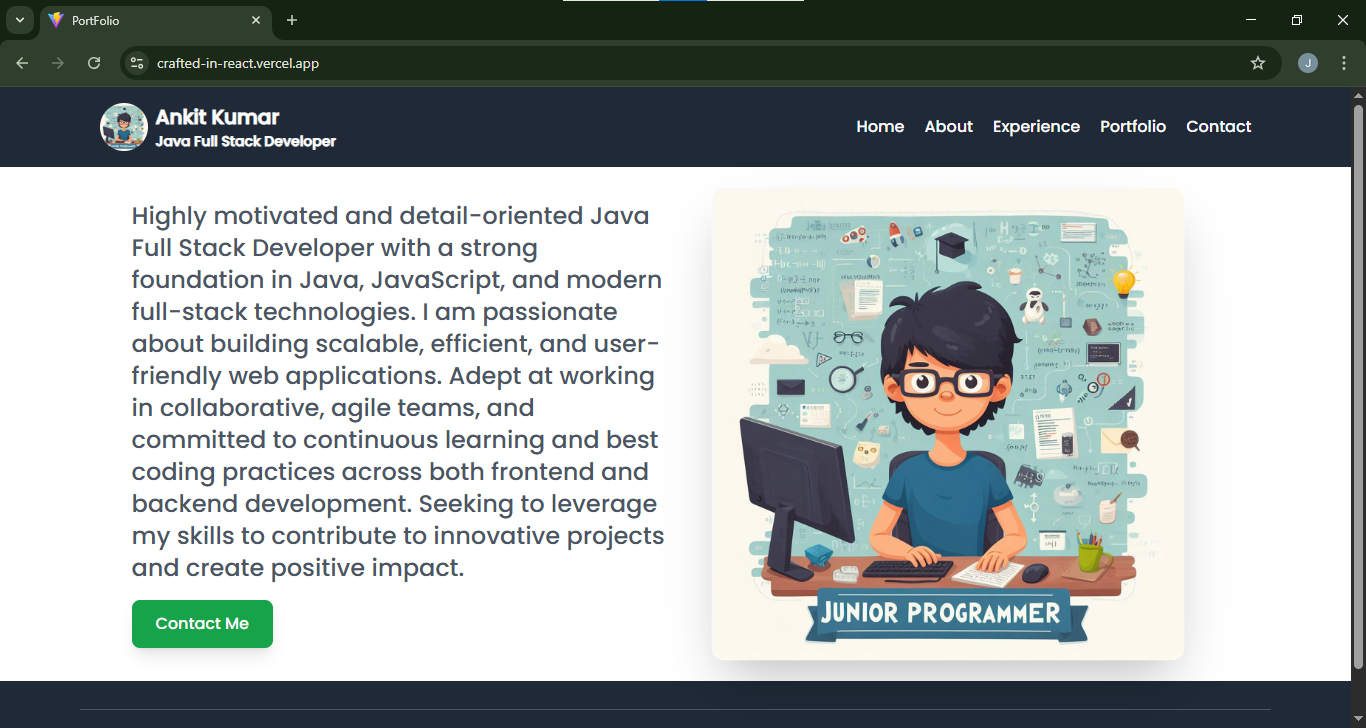 PortFolio
crafted-in-react.vercel.app
J
Ankit Kumar
Java Full Stack Developer
Home About Experience Portfolio Contact
Highly motivated and detail-oriented Java
Full Stack Developer with a strong
foundation in Java, JavaScript, and modern
full-stack technologies. I am passionate
about building scalable, efficient, and user-
friendly web applications. Adept at working
in collaborative, agile teams, and
committed to continuous learning and best
coding practices across both frontend and
backend development. Seeking to leverage
my skills to contribute to innovative projects
and create positive impact.
Contact Me
JUNIOR PROGRAMMER